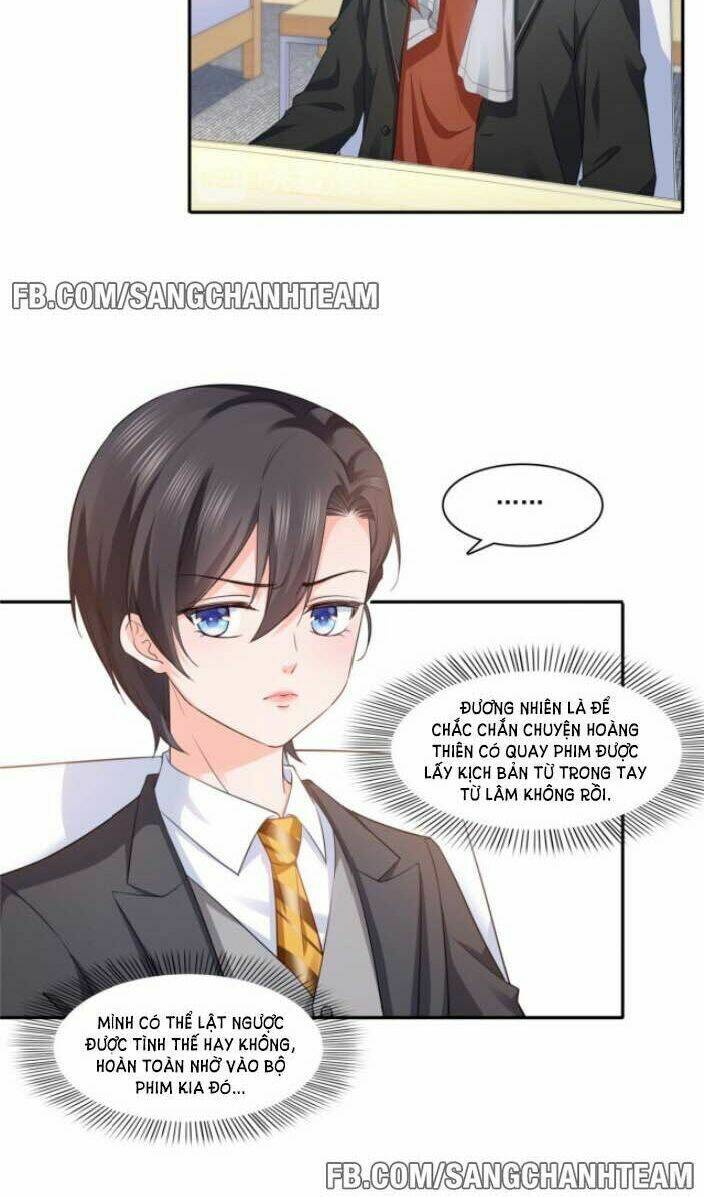 FB.COM/SANGCHANHTEAM
......
ĐƯƠNG NHIÊN LÀ ĐỂ
CHẮC CHẮN CHUYỆN HOÀNG
THIÊN CÓ QUAY PHIM ĐƯỢC
LẤY KỊCH BẢN TỪ TRONG TAY
TỪ LÂM KHÔNG RỒI.
MÌNH CÓ THỂ LẬT NGƯỢC
ĐƯỢC TÌNH THẾ HAY KHÔNG,
HOÀN TOÀN NHỜ VÀO BỘ
PHIM KIA ĐÓ...
FB.COM/SANGCHANHTEAM